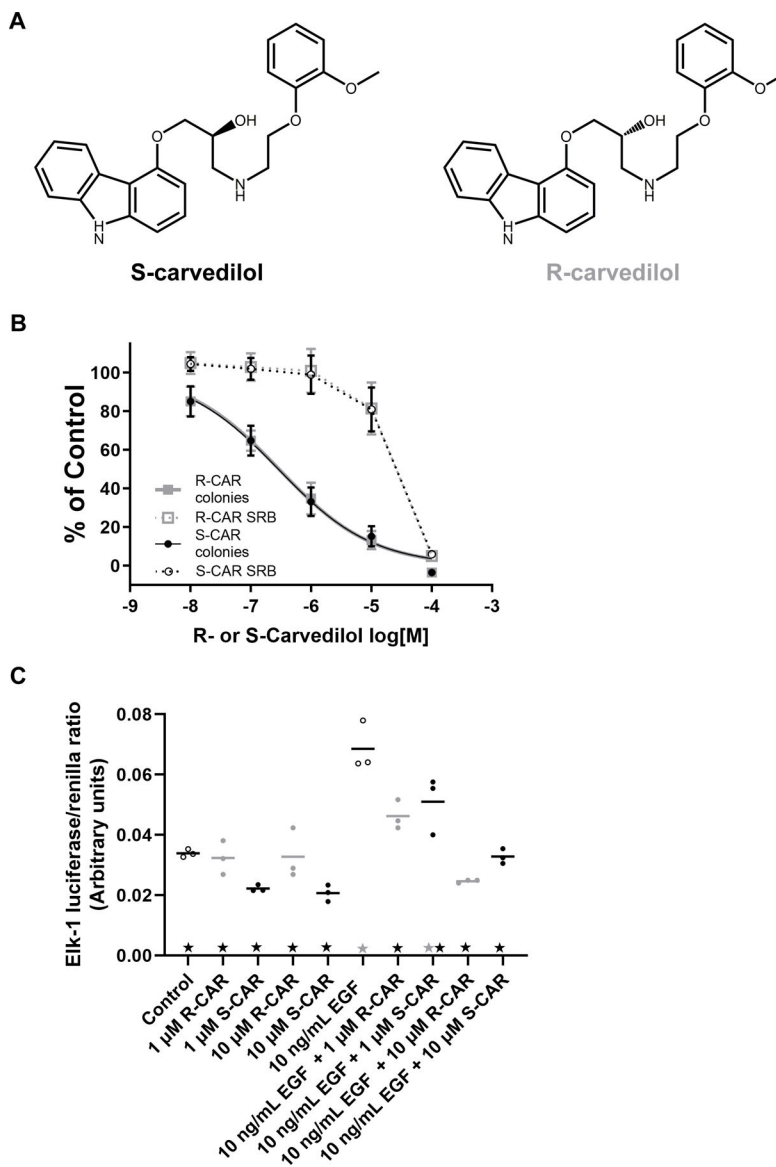 A
OH
O
O
O
N
H
H
N
S-carvedilol
OH
O
O
O
N
H
H
N
R-carvedilol
B
% of Control
100
80
60
40
20
0
R-CAR
colonies
R-CAR SRB
S-CAR
colonies
S-CAR SRB
-9
-8
-7
-6
-5
-4
-3
R- or S-Carvedilol log[M]
C
Elk-1 luciferase/renilla ratio
(Arbitrary units)
0.08
0.06
0.04
0.02
0.00
Control
1 µM R-CAR
1 µM S-CAR
10 µM R-CAR
10 µM S-CAR
10 ng/mL EGF
10 ng/mL EGF + 1 µM R-CAR
10 ng/mL EGF + 1 µM S-CAR
10 ng/mL EGF + 10 µM R-CAR
10 ng/mL EGF + 10 µM S-CAR